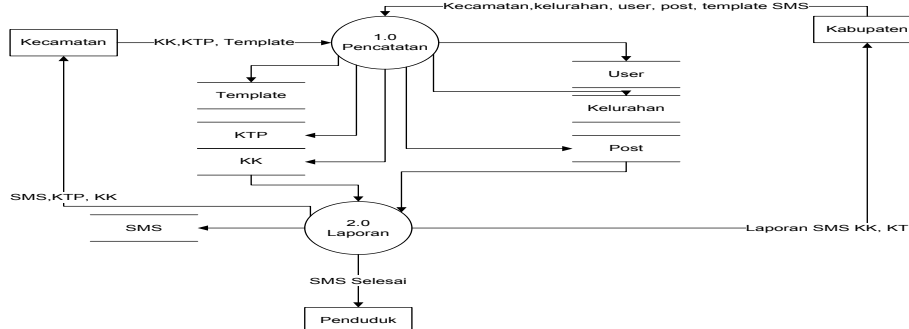 Kecamatan,kelurahan, user, post, template SMS
Kecamatan
KK,KTP, Template
1.0
Pencatatan
Kabupaten
User
Template
Kelurahan
KTP
Post
KK
SMS,KTP, KK
2.0
Laporan
SMS
Laporan SMS KK, KT
SMS Selesai
Penduduk